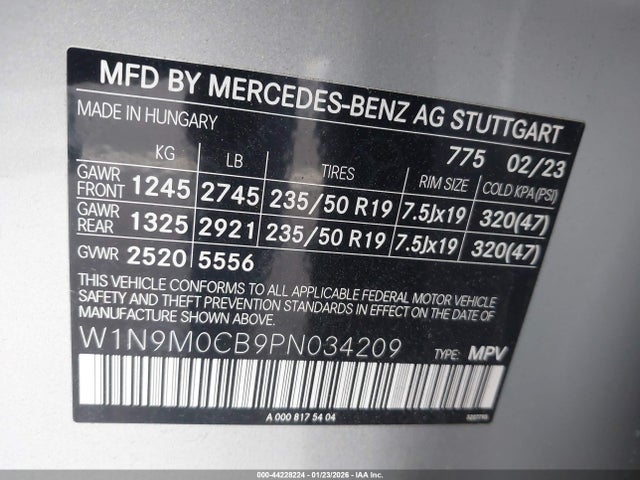 MFD BY MERCEDES-BENZ AG STUTTGART
MADE IN HUNGARY
775 02/23
KG LB TIRES RIM SIZE COLD KPA(PSI)
GAWR FRONT 1245 2745 235/50 R19 7.5Jx19 320(47)
GAWR REAR 1325 2921 235/50 R19 7.5Jx19 320(47)
GVWR 2520 5556
THIS VEHICLE CONFORMS TO ALL APPLICABLE FEDERAL MOTOR VEHICLE
SAFETY AND THEFT PREVENTION STANDARDS IN EFFECT ON THE DATE OF
MANUFACTURE SHOWN ABOVE.
W1N9M0CB9PN034209
TYPE: MPV
A 000 817 54 04
000-44228224 - 01/23/2026 - IAA Inc.